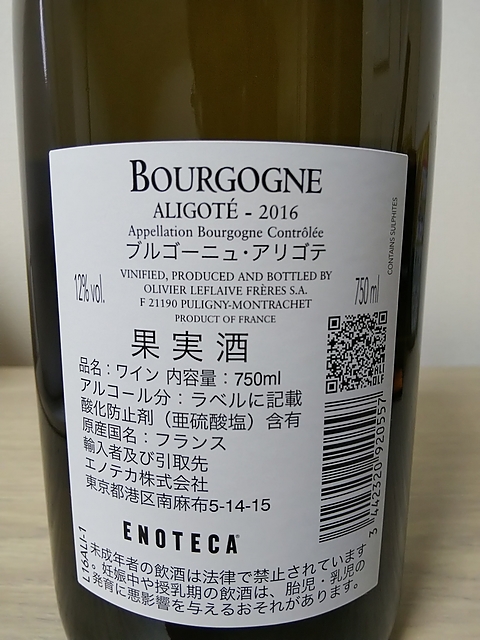 BOURGOGNE
ALIGOTÉ - 2016
Appellation Bourgogne Contrôlée
ブルゴーニュ・アリゴテ
CONTAINS SULPHITES
12% vol.
VINIFIED, PRODUCED AND BOTTLED BY
OLIVIER LEFLAIVE FRÈRES S.A.
F 21190 PULIGNY-MONTRACHET
PRODUCT OF FRANCE
750 ml
果実酒
品名：ワイン 内容量：750ml
アルコール分：ラベルに記載
酸化防止剤（亜硫酸塩）含有
原産国名：フランス
輸入者及び引取先
エノテカ株式会社
東京都港区南麻布5-14-15
ENOTECA
3 442320 920557
L16ALI-1
未成年者の飲酒は法律で禁止されています
。妊娠中や授乳期の飲酒は、胎児・乳児の
発育に悪影響を与えるおそれがあります。